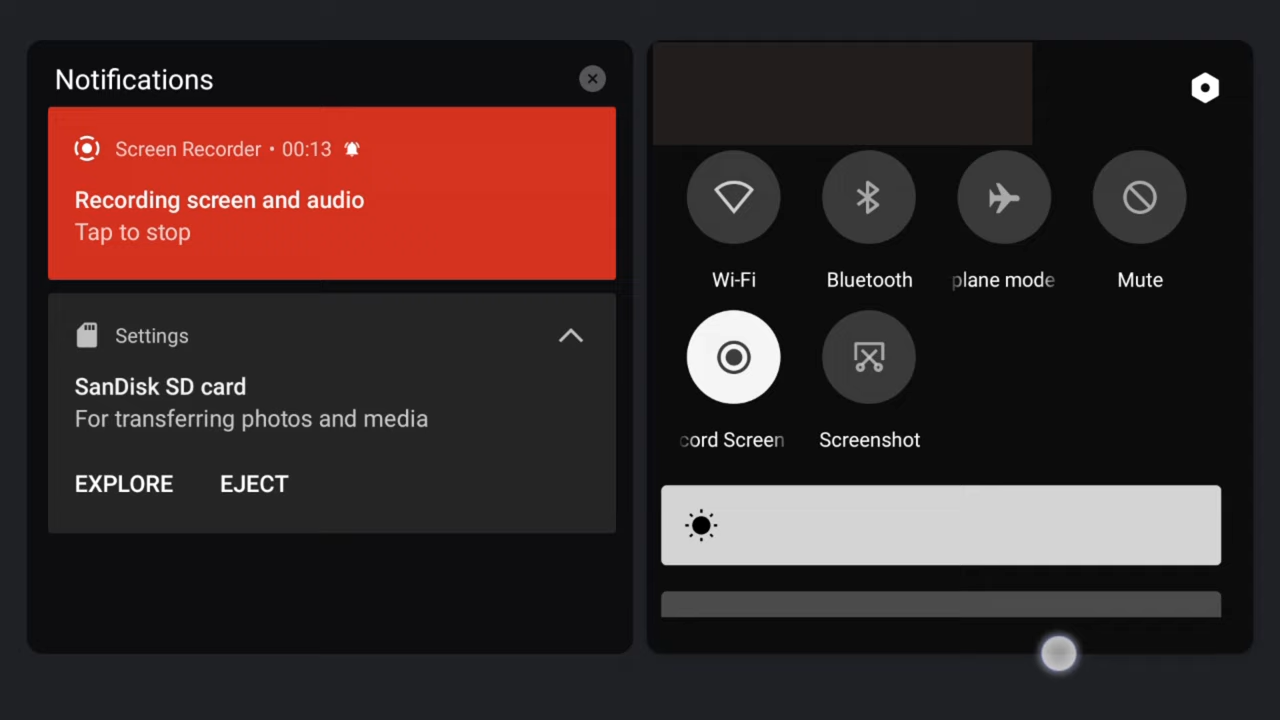 Notifications
Screen Recorder • 00:13
Recording screen and audio
Tap to stop
Settings
SanDisk SD card
For transferring photos and media
EXPLORE EJECT
Wi-Fi Bluetooth plane mode Mute
cord Screen Screenshot